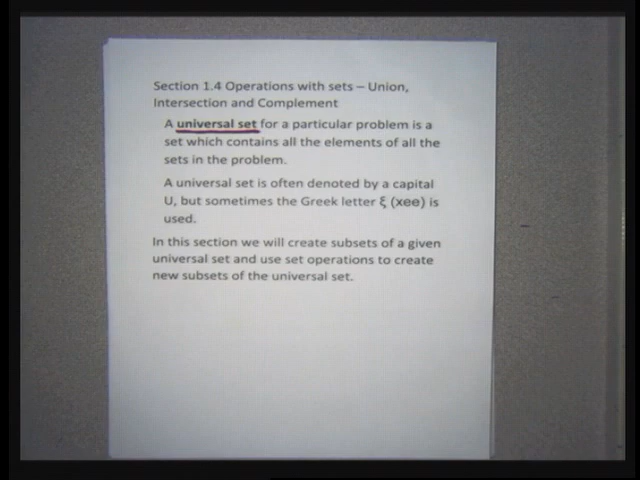 Section 1.4 Operations with sets – Union,
Intersection and Complement
A universal set for a particular problem is a
set which contains all the elements of all the
sets in the problem.
A universal set is often denoted by a capital
U, but sometimes the Greek letter ξ (xee) is
used.
In this section we will create subsets of a given
universal set and use set operations to create
new subsets of the universal set.